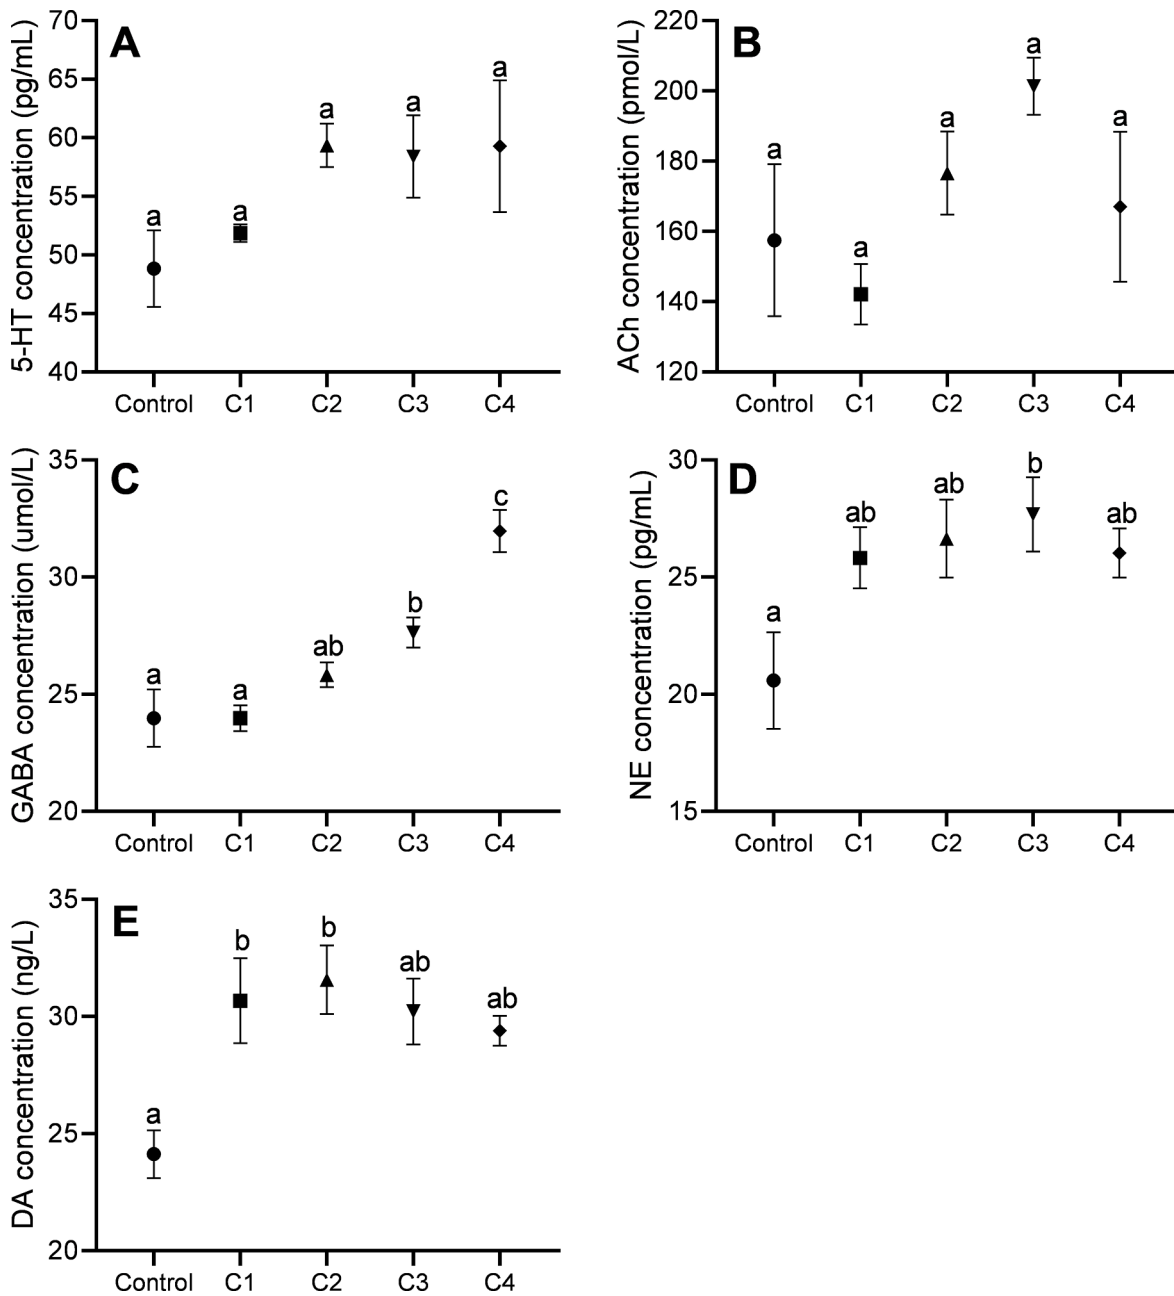 A
5-HT concentration (pg/mL)
70
65
60
55
50
45
40
a
a
a
a
a
Control C1 C2 C3 C4
B
ACh concentration (pmol/L)
220
200
180
160
140
120
a
a
a
a
a
Control C1 C2 C3 C4
C
GABA concentration (umol/L)
35
30
25
20
a
a
ab
b
c
Control C1 C2 C3 C4
D
NE concentration (pg/mL)
30
25
20
15
a
ab
ab
b
ab
Control C1 C2 C3 C4
E
DA concentration (ng/L)
35
30
25
20
a
b
b
ab
ab
Control C1 C2 C3 C4